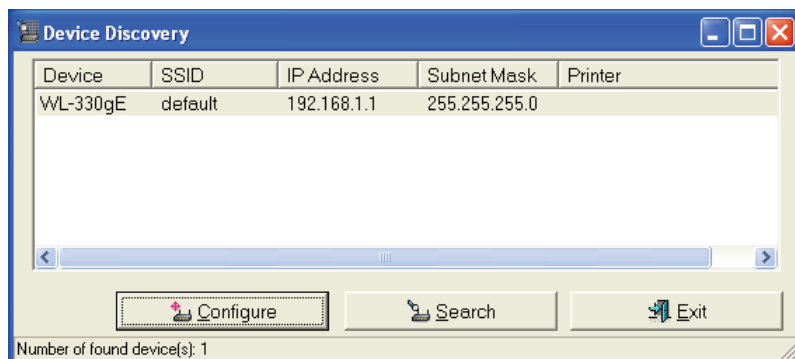 Device Discovery
Device SSID IP Address Subnet Mask Printer
WL-330gE default 192.168.1.1 255.255.255.0
Configure Search Exit
Number of found device(s): 1